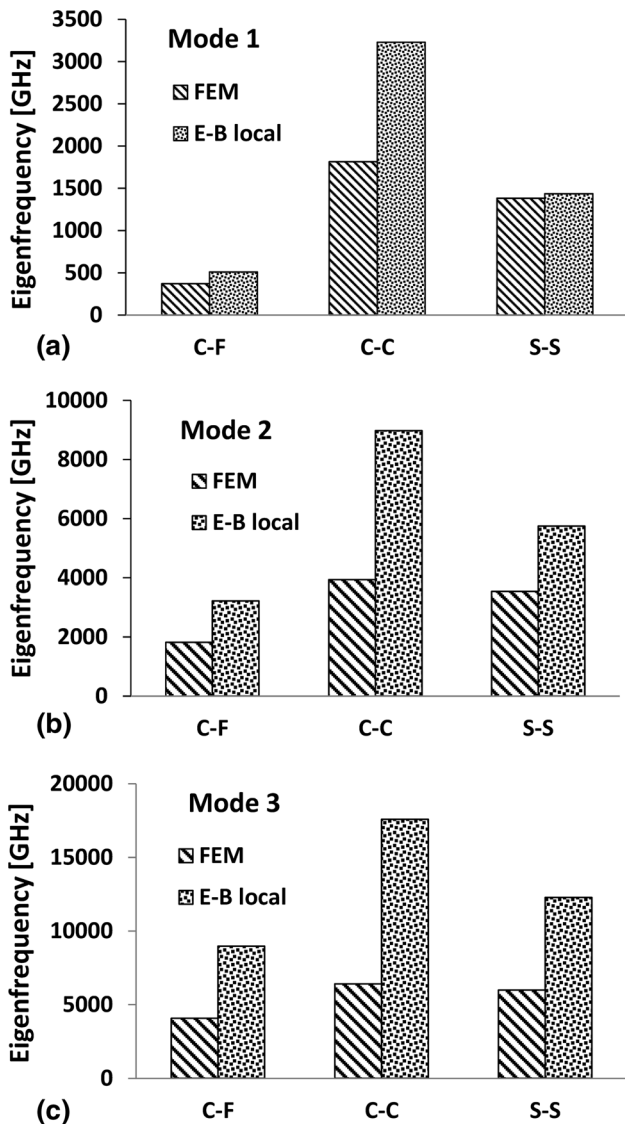 Eigenfrequency [GHz]
3500
3000
2500
2000
1500
1000
500
0
Mode 1
FEM
E-B local
C-F
C-C
S-S
(a)
Eigenfrequency [GHz]
10000
8000
6000
4000
2000
0
Mode 2
FEM
E-B local
C-F
C-C
S-S
(b)
Eigenfrequency [GHz]
20000
15000
10000
5000
0
Mode 3
FEM
E-B local
C-F
C-C
S-S
(c)